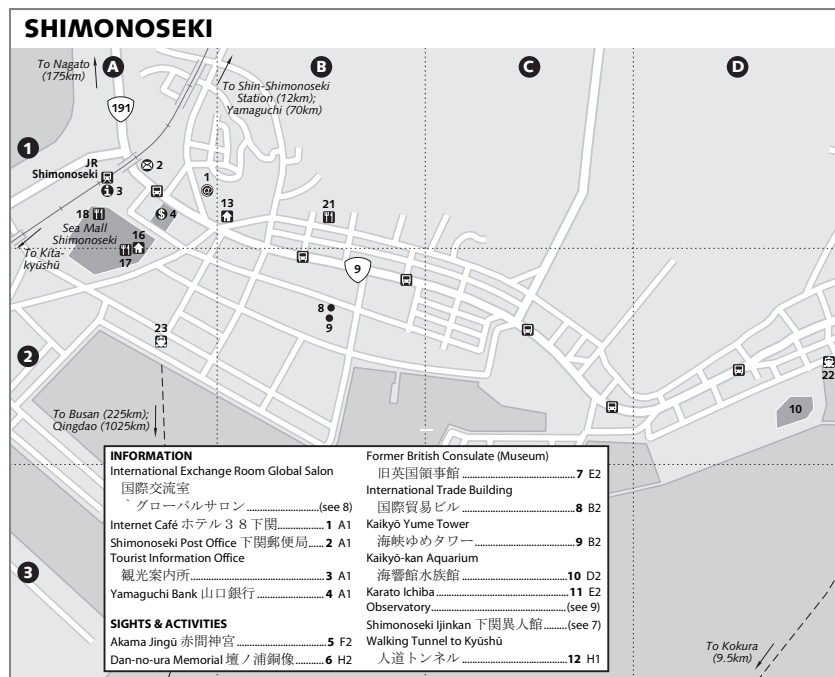 SHIMONOSEKI
A
B
C
D
To Nagato
(175km)
To Shin-Shimonoseki
Station (12km);
Yamaguchi (70km)
191
1
JR
Shimonoseki
2
3
1
13
21
18
4
Sea Mall
Shimonoseki
16
17
To Kita-
kyūshū
9
8
9
23
2
22
10
To Busan (225km);
Qingdao (1025km)
3
To Kokura
(9.5km)
INFORMATION
International Exchange Room Global Salon
国際交流室
`グローバルサロン.....................(see 8)
Internet Café ホテル３８下関............. 1 A1
Shimonoseki Post Office 下関郵便局..... 2 A1
Tourist Information Office
観光案内所......................................... 3 A1
Yamaguchi Bank 山口銀行................... 4 A1
SIGHTS & ACTIVITIES
Akama Jingū 赤間神宮......................... 5 F2
Dan-no-ura Memorial 壇ノ浦銅像........ 6 H2
Former British Consulate (Museum)
旧英国領事館................................ 7 E2
International Trade Building
国際貿易ビル................................ 8 B2
Kaikyō Yume Tower
海峡ゆめタワー............................ 9 B2
Kaikyō-kan Aquarium
海響館水族館.............................. 10 D2
Karato Ichiba..................................... 11 E2
Observatory.....................................(see 9)
Shimonoseki Ijinkan 下関異人館.......(see 7)
Walking Tunnel to Kyūshū
人道トンネル.............................. 12 H1